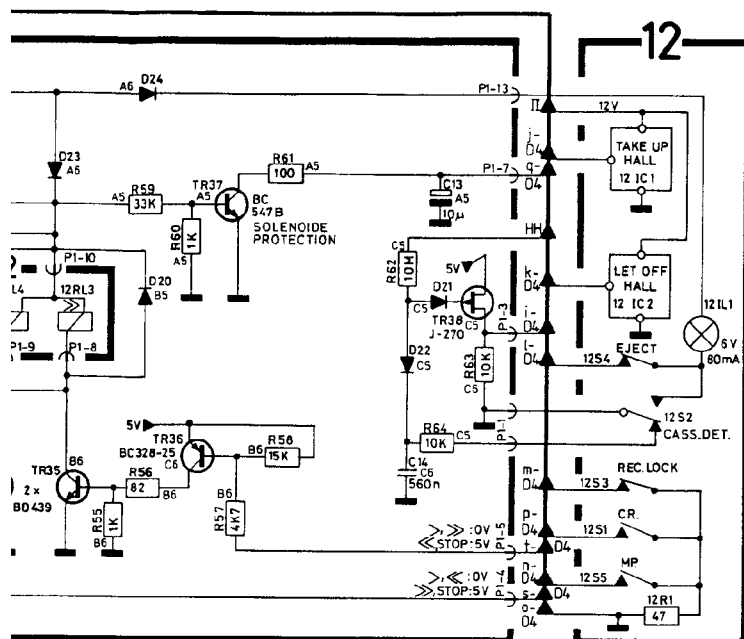 12
D24
A6
P1-13
Π
12V
D23
A5
j-
D4
TAKE UP
HALL
12 IC1
R61
100
A5
P1-7
q-
D4
R59
A5
33K
TR37
A5
BC
547B
SOLENOIDE
PROTECTION
C13
A5
10µ
R60
1K
A5
HH
C5
R62
10M
5V
P1-10
12RL3
D20
B5
k-
D4
LET OFF
HALL
12 IC2
D21
C5
TR38
J-270
C5
P1-3
i-
D4
12IL1
6V
80mA
RL4
P1-9
P1-8
D22
C5
R63
10K
C6
l-
D4
12S4
EJECT
5V
TR36
BC328-25
C6
R58
B6
15K
R64
10K
C5
P1-1
12S2
CASS.DET.
TR35
B6
2 x
BD439
R56
82
B6
R55
1K
B6
B6
R57
4K7
C14
C6
560n
m-
D4
12S3
REC.LOCK
>, ≫ :0V
≪ STOP:5V
P1-5
p-
D4
12S1
CR.
t-
D4
>, ≪ :0V
≫,STOP:5V
P1-4
n-
D4
12S5
MP.
s-
D4
o-
D4
12R1
47